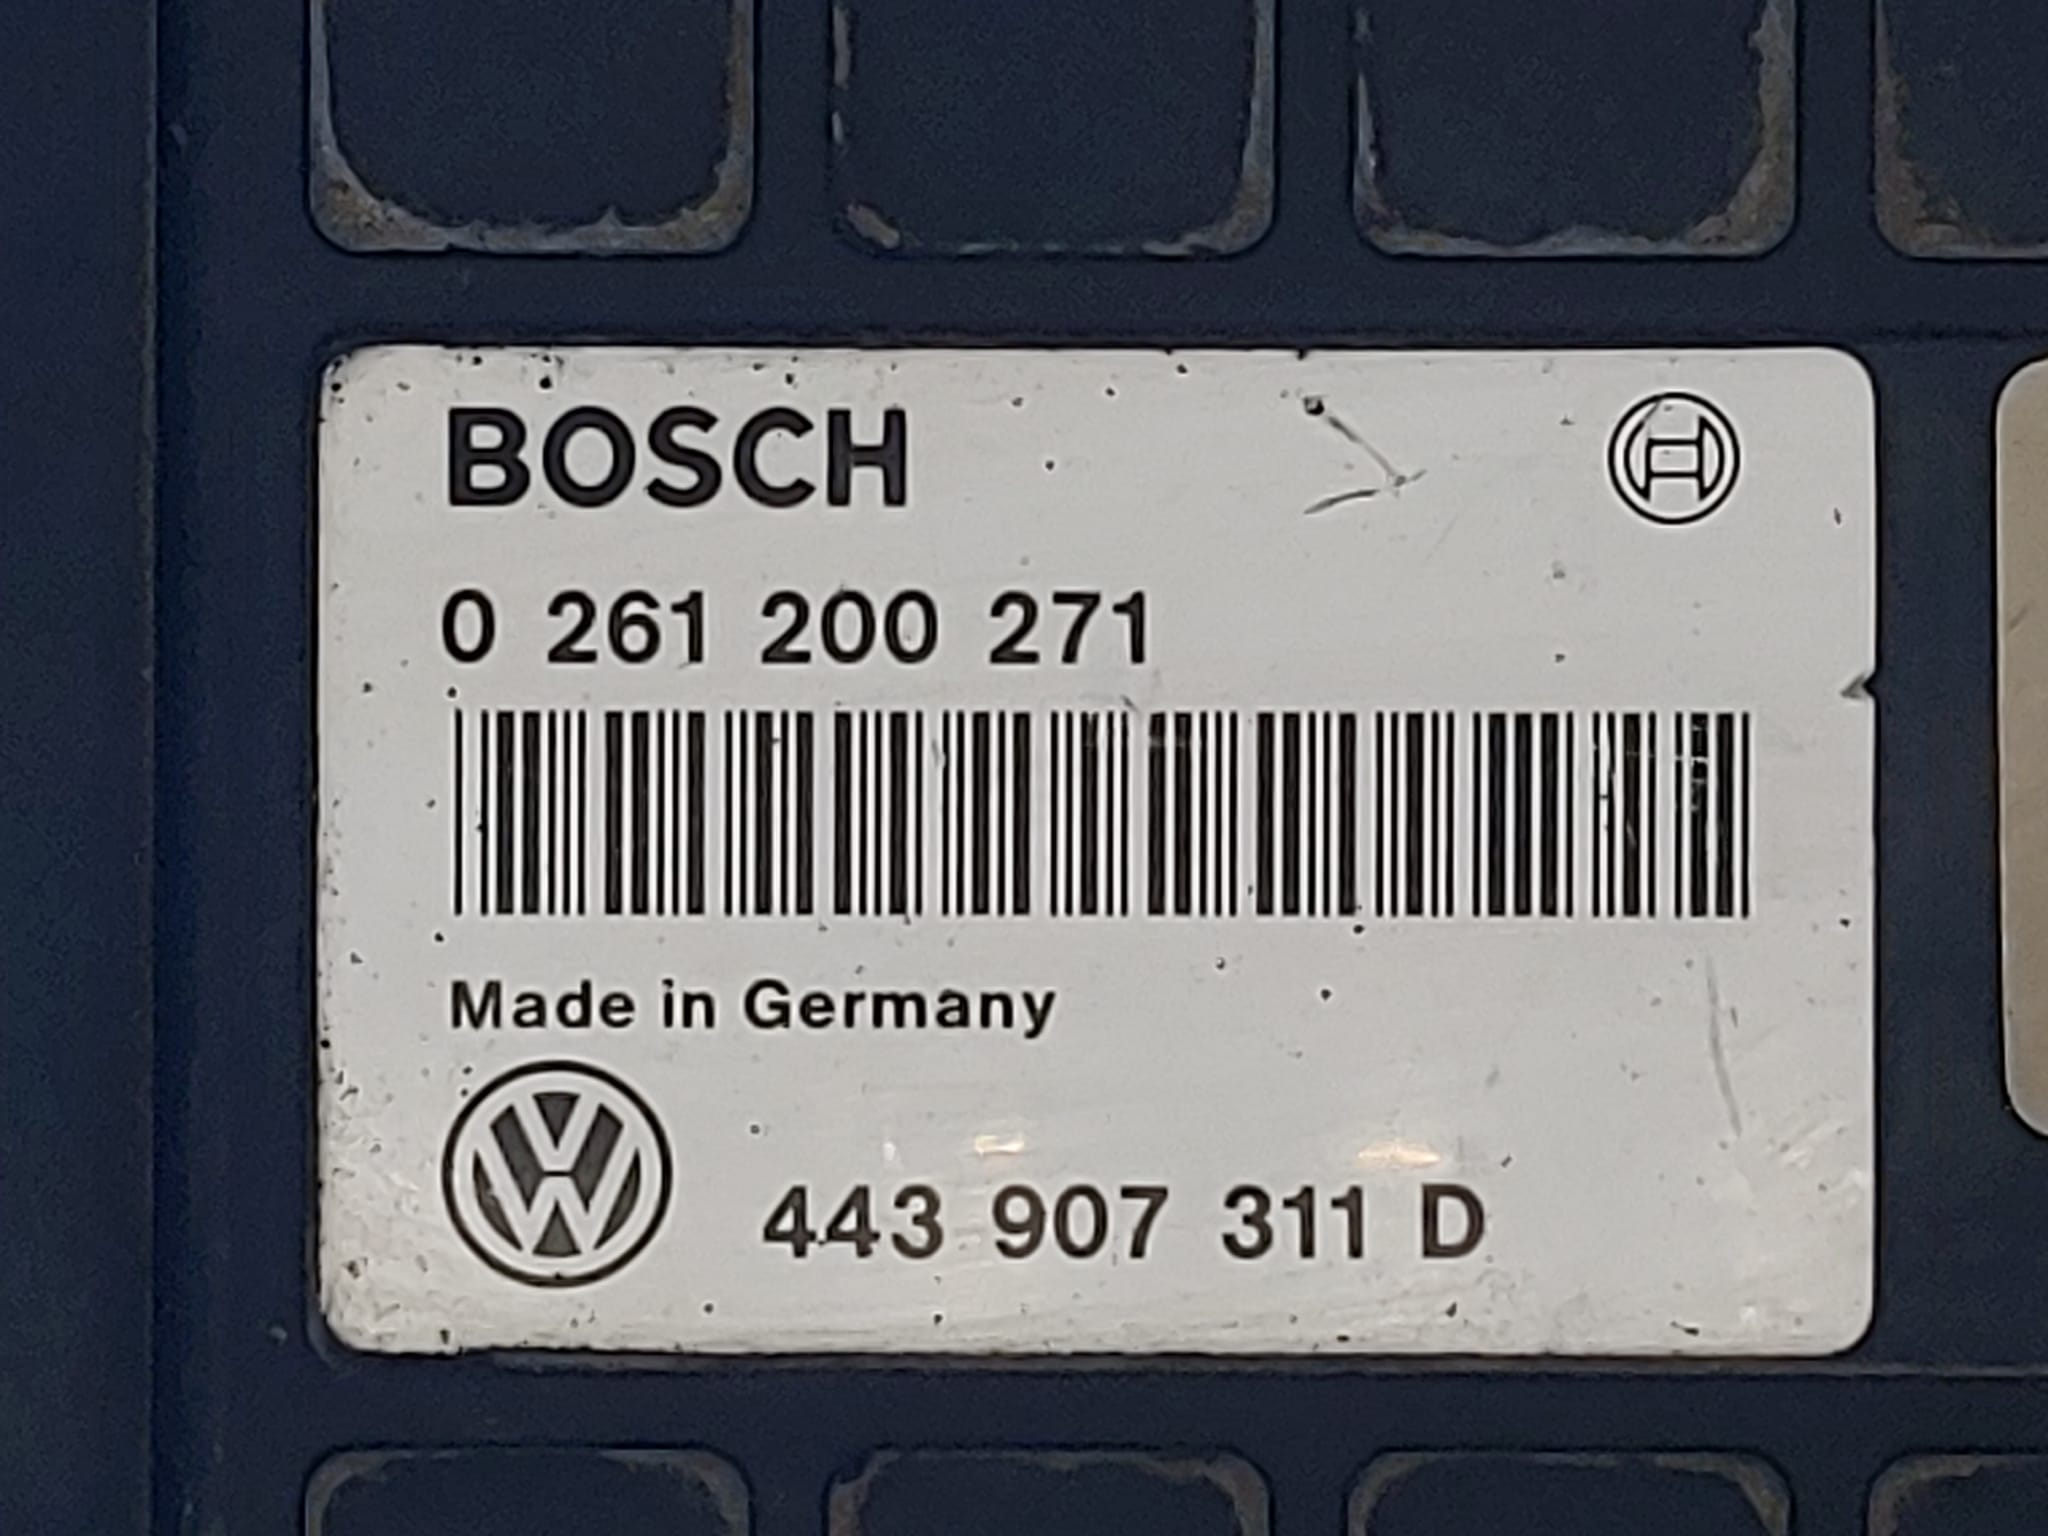 BOSCH
0 261 200 271
Made in Germany
443 907 311 D